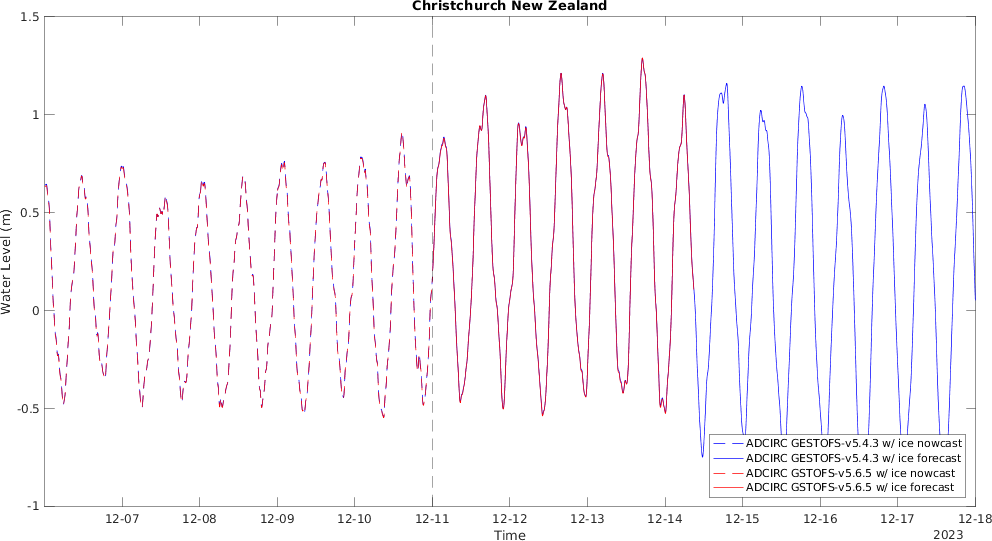 Christchurch New Zealand
1.5
1
0.5
0
-0.5
-1
Water Level (m)
ADCIRC GESTOFS-v5.4.3 w/ ice nowcast
ADCIRC GESTOFS-v5.4.3 w/ ice forecast
ADCIRC GSTOFS-v5.6.5 w/ ice nowcast
ADCIRC GSTOFS-v5.6.5 w/ ice forecast
12-07 12-08 12-09 12-10 12-11 12-12 12-13 12-14 12-15 12-16 12-17 12-18
Time
2023